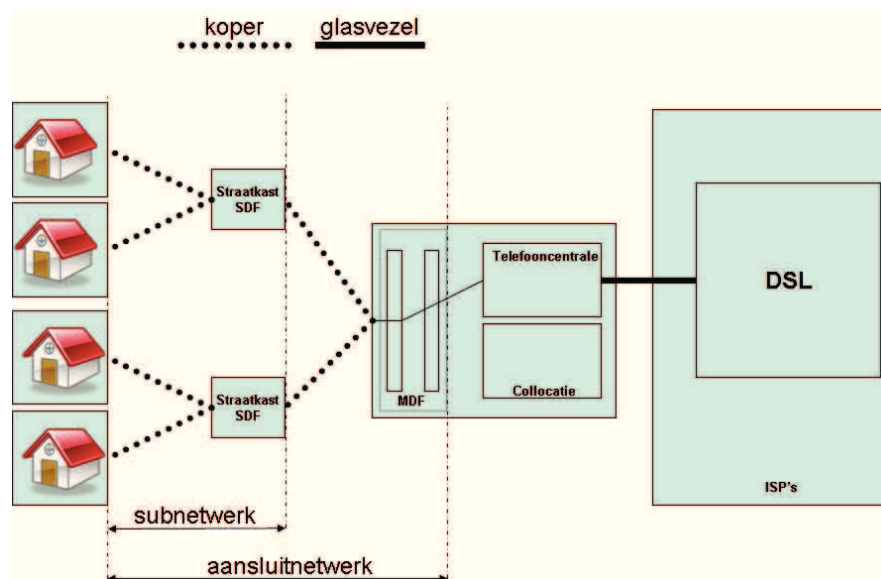 koper glasvezel
Straatkast
SDF
Telefooncentrale
DSL
Straatkast
SDF
MDF
Collocatie
ISP's
subnetwerk
aansluitnetwerk